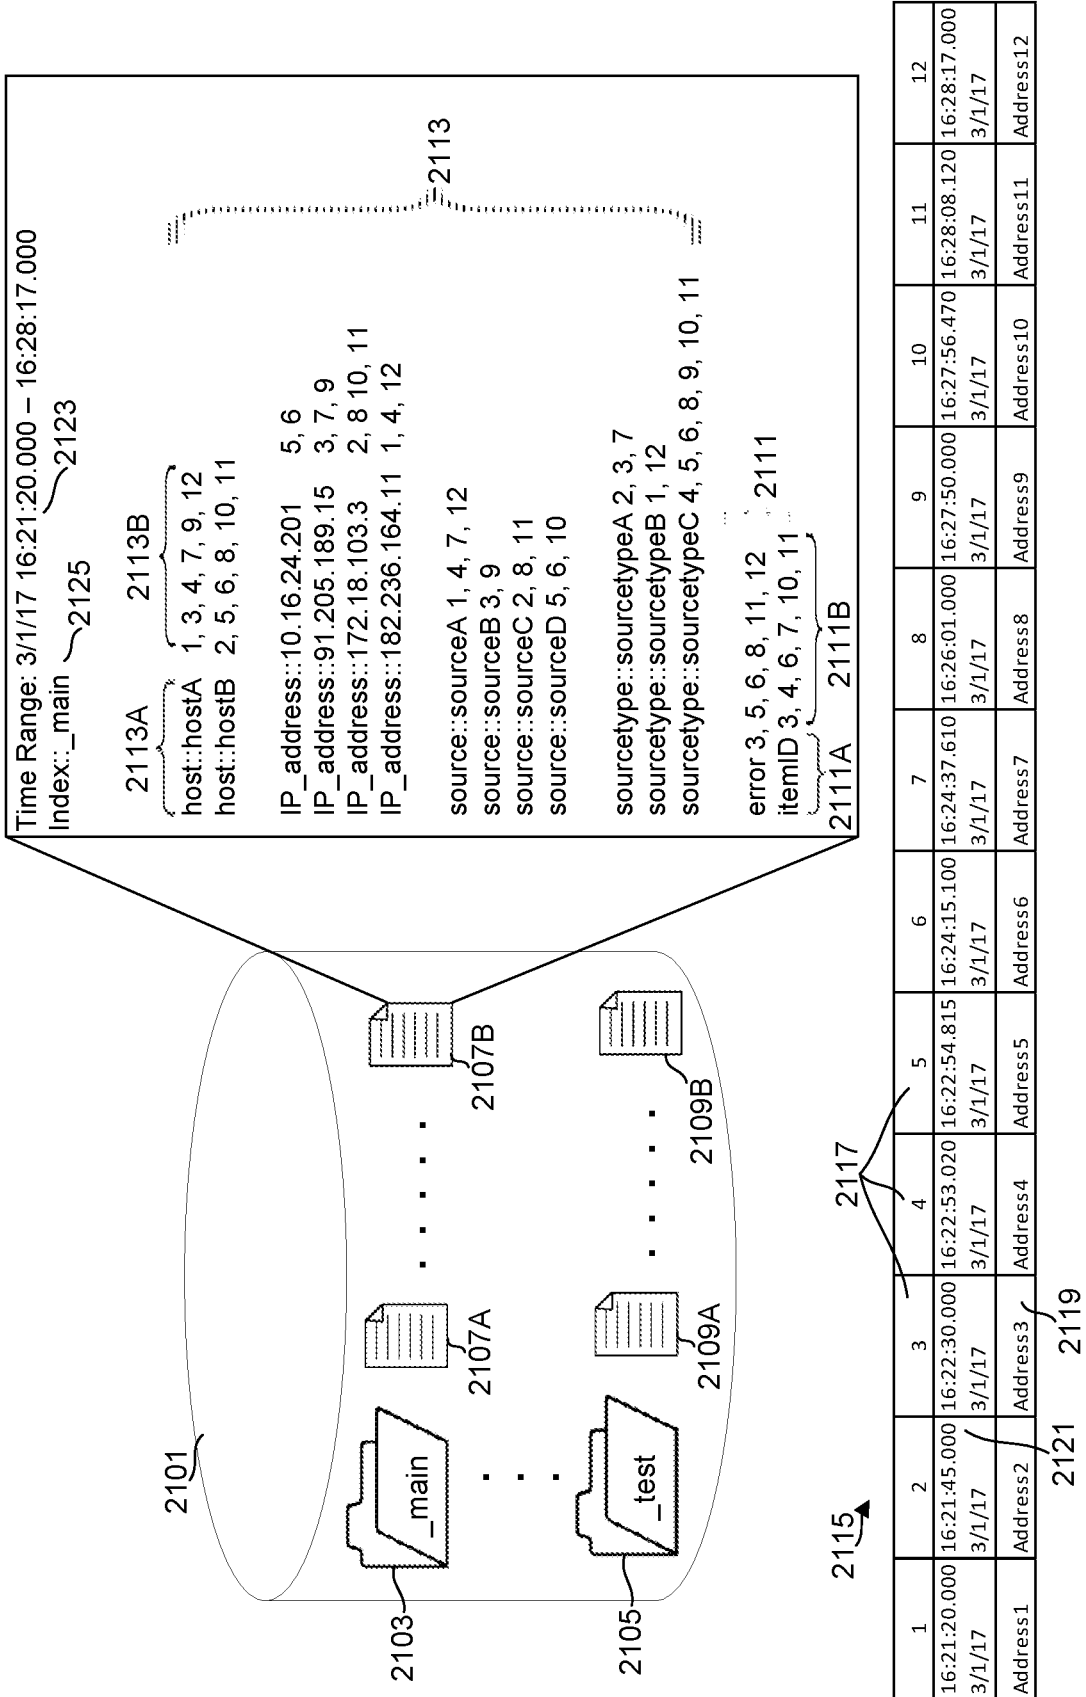 2101
2103
_main
2107A
2107B
2105
_test
2109A
2109B
Time Range: 3/1/17 16:21:20.000 – 16:28:17.000
Index::_main
2125
2123
2113A
2113B
host::hostA 1, 3, 4, 7, 9, 12
host::hostB 2, 5, 6, 8, 10, 11
IP_address::10.16.24.201 5, 6
IP_address::91.205.189.15 3, 7, 9
IP_address::172.18.103.3 2, 8 10, 11
IP_address::182.236.164.11 1, 4, 12
2113
source::sourceA 1, 4, 7, 12
source::sourceB 3, 9
source::sourceC 2, 8, 11
source::sourceD 5, 6, 10
sourcetype::sourcetypeA 2, 3, 7
sourcetype::sourcetypeB 1, 12
sourcetype::sourcetypeC 4, 5, 6, 8, 9, 10, 11
error 3, 5, 6, 8, 11, 12
itemID 3, 4, 6, 7, 10, 11
2111
2111A
2111B
2115
2117
1 2 3 4 5 6 7 8 9 10 11 12
16:21:20.000 16:21:45.000 16:22:30.000 16:22:53.020 16:22:54.815 16:24:15.100 16:24:37.610 16:26:01.000 16:27:50.000 16:27:56.470 16:28:08.120 16:28:17.000
3/1/17 3/1/17 3/1/17 3/1/17 3/1/17 3/1/17 3/1/17 3/1/17 3/1/17 3/1/17 3/1/17 3/1/17
Address1 Address2 Address3 Address4 Address5 Address6 Address7 Address8 Address9 Address10 Address11 Address12
2121
2119